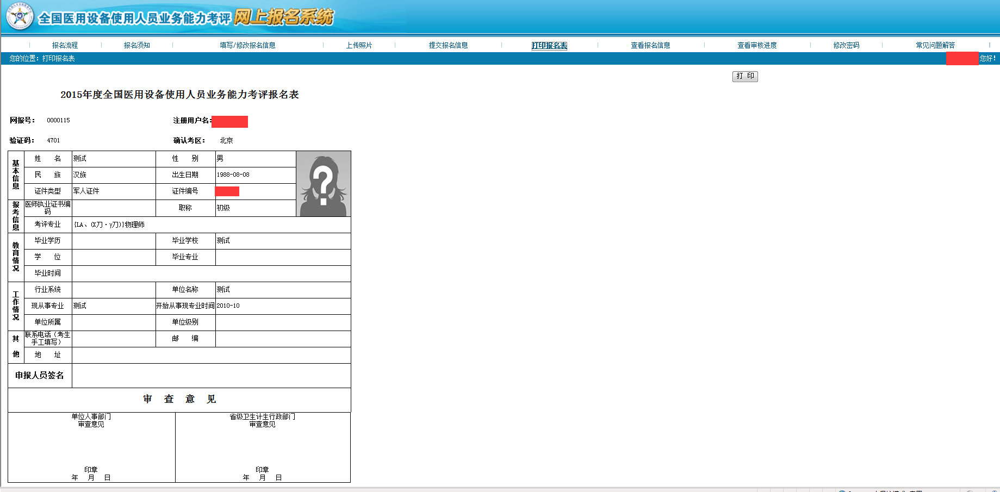 全国医用设备使用人员业务能力考评 网上报名系统
报名流程 报名须知 填写/修改报名信息 上传照片 提交报名信息 打印报名表 查看报名信息 查看审核进度 修改密码 常见问题解答
您的位置：打印报名表 您好！
打 印
2015年度全国医用设备使用人员业务能力考评报名表
网报号： 0000115 注册用户名：
验证码： 4701 确认考区： 北京
基本信息
姓 名 测试 性 别 男
民 族 汉族 出生日期 1988-08-08
证件类型 军人证件 证件编号
报考信息
医师执业证书编码 职称 初级
考评专业 {LA、(X刀·γ刀)}物理师
教育情况
毕业学历 毕业学校 测试
学 位 毕业专业
毕业时间
工作情况
行业系统 单位名称 测试
现从事专业 测试 开始从事现专业时间 2010-10
单位所属 单位级别
其他
联系电话（考生手工填写） 邮 编
地 址
申报人员签名
审 查 意 见
单位人事部门 省级卫生计生行政部门
审查意见 审查意见
印章 印章
年 月 日 年 月 日